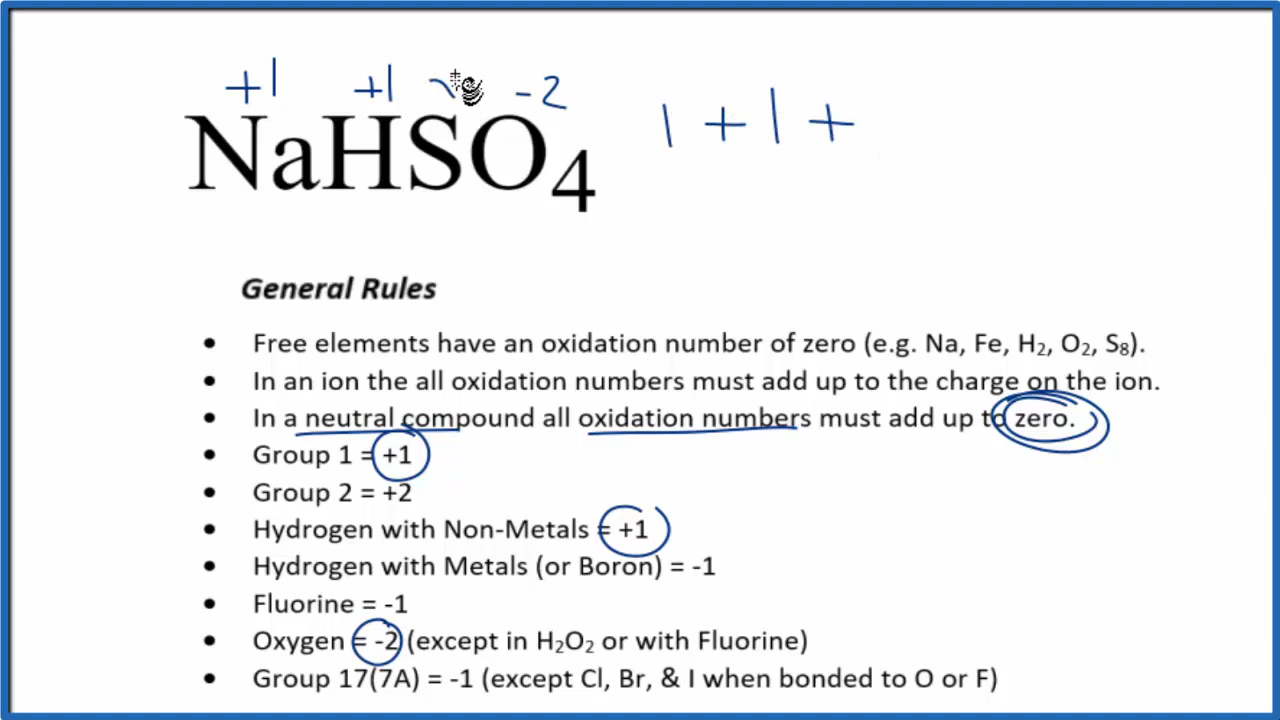 +1 +1 -2
NaHSO4 1 + 1 +
General Rules
• Free elements have an oxidation number of zero (e.g. Na, Fe, H2, O2, S8).
• In an ion the all oxidation numbers must add up to the charge on the ion.
• In a neutral compound all oxidation numbers must add up to zero.
• Group 1 = +1
• Group 2 = +2
• Hydrogen with Non-Metals = +1
• Hydrogen with Metals (or Boron) = -1
• Fluorine = -1
• Oxygen = -2 (except in H2O2 or with Fluorine)
• Group 17(7A) = -1 (except Cl, Br, & I when bonded to O or F)